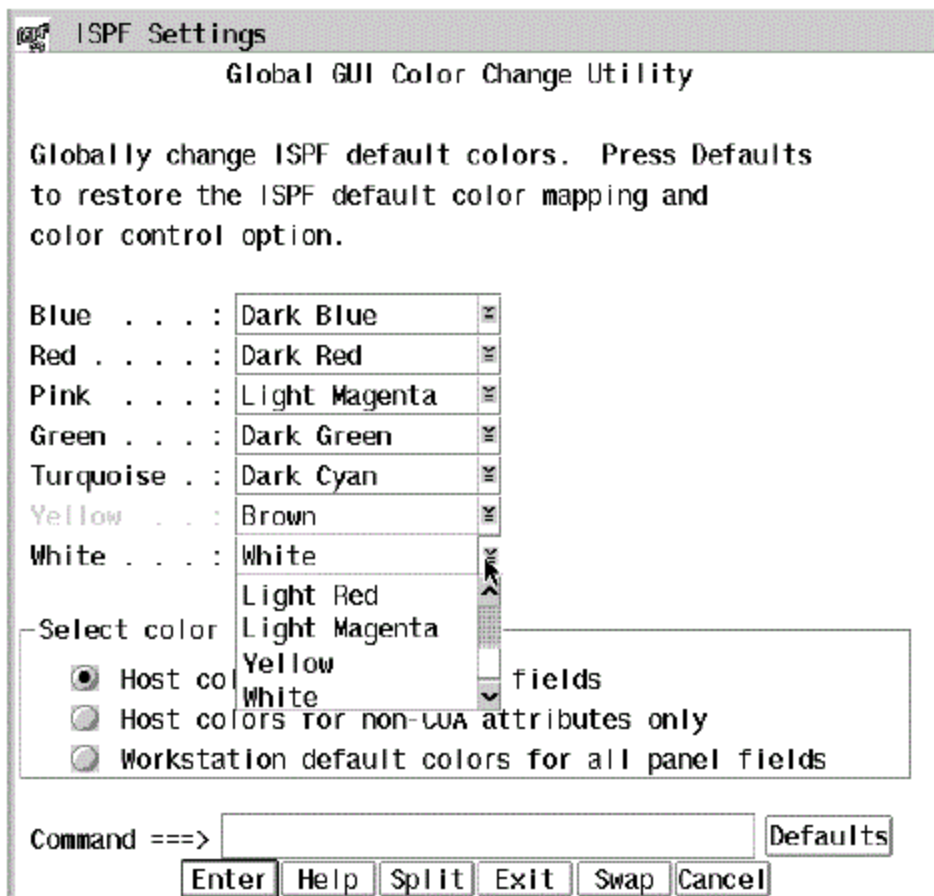 ISPF Settings
Global GUI Color Change Utility
Globally change ISPF default colors.  Press Defaults
to restore the ISPF default color mapping and
color control option.
Blue  . . . : Dark Blue
Red . . . . : Dark Red
Pink  . . . : Light Magenta
Green . . . : Dark Green
Turquoise . : Dark Cyan
Yellow  . . : Brown
White . . . : White
Light Red
Select color Light Magenta
Yellow
Host col fields
White
Host colors for non-CUA attributes only
Workstation default colors for all panel fields
Command ===> Defaults
Enter Help Split Exit Swap Cancel